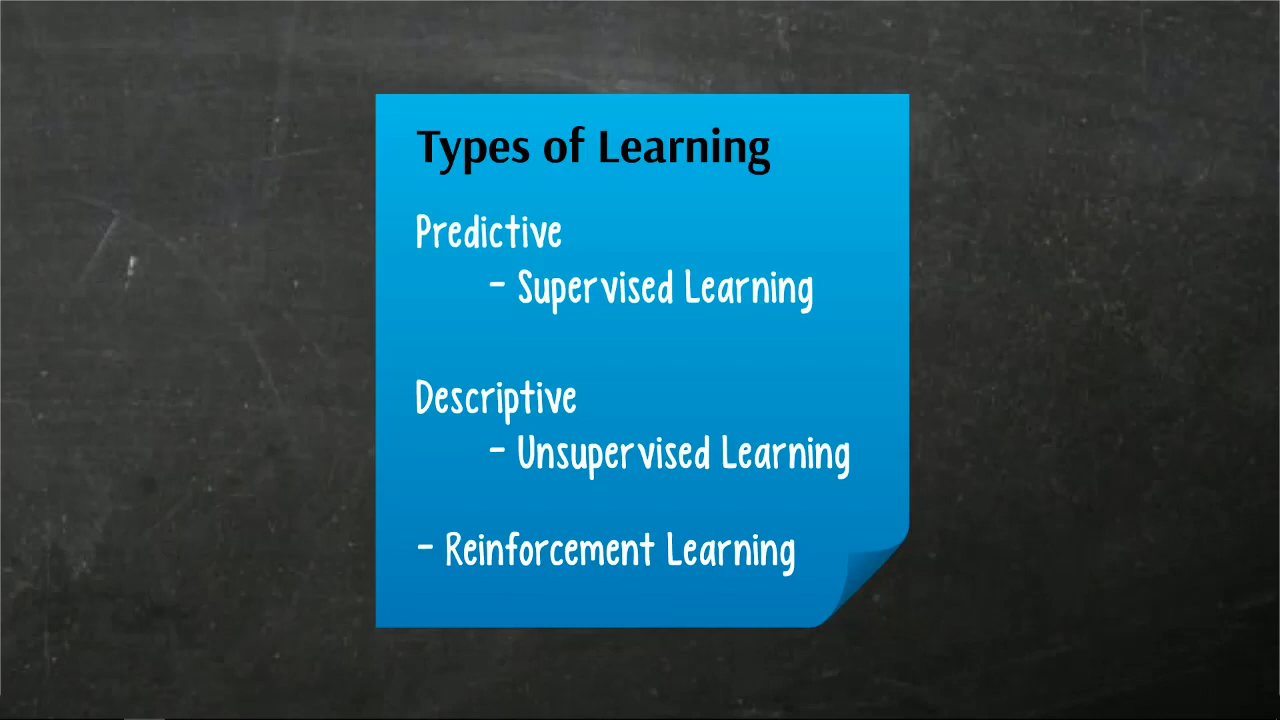 Types of Learning
Predictive
- Supervised Learning
Descriptive
- Unsupervised Learning
- Reinforcement Learning